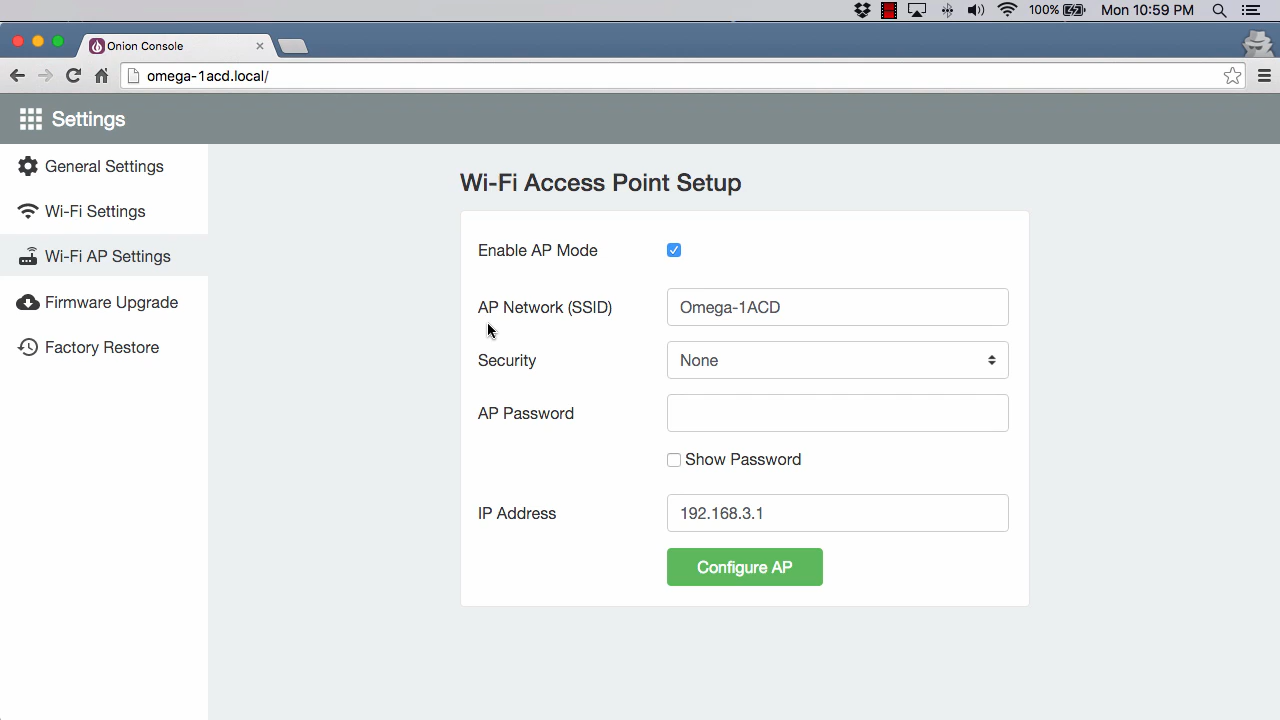 100% Mon 10:59 PM
Onion Console
omega-1acd.local/
Settings
General Settings
Wi-Fi Settings
Wi-Fi AP Settings
Firmware Upgrade
Factory Restore
Wi-Fi Access Point Setup
Enable AP Mode
AP Network (SSID) Omega-1ACD
Security None
AP Password
Show Password
IP Address 192.168.3.1
Configure AP